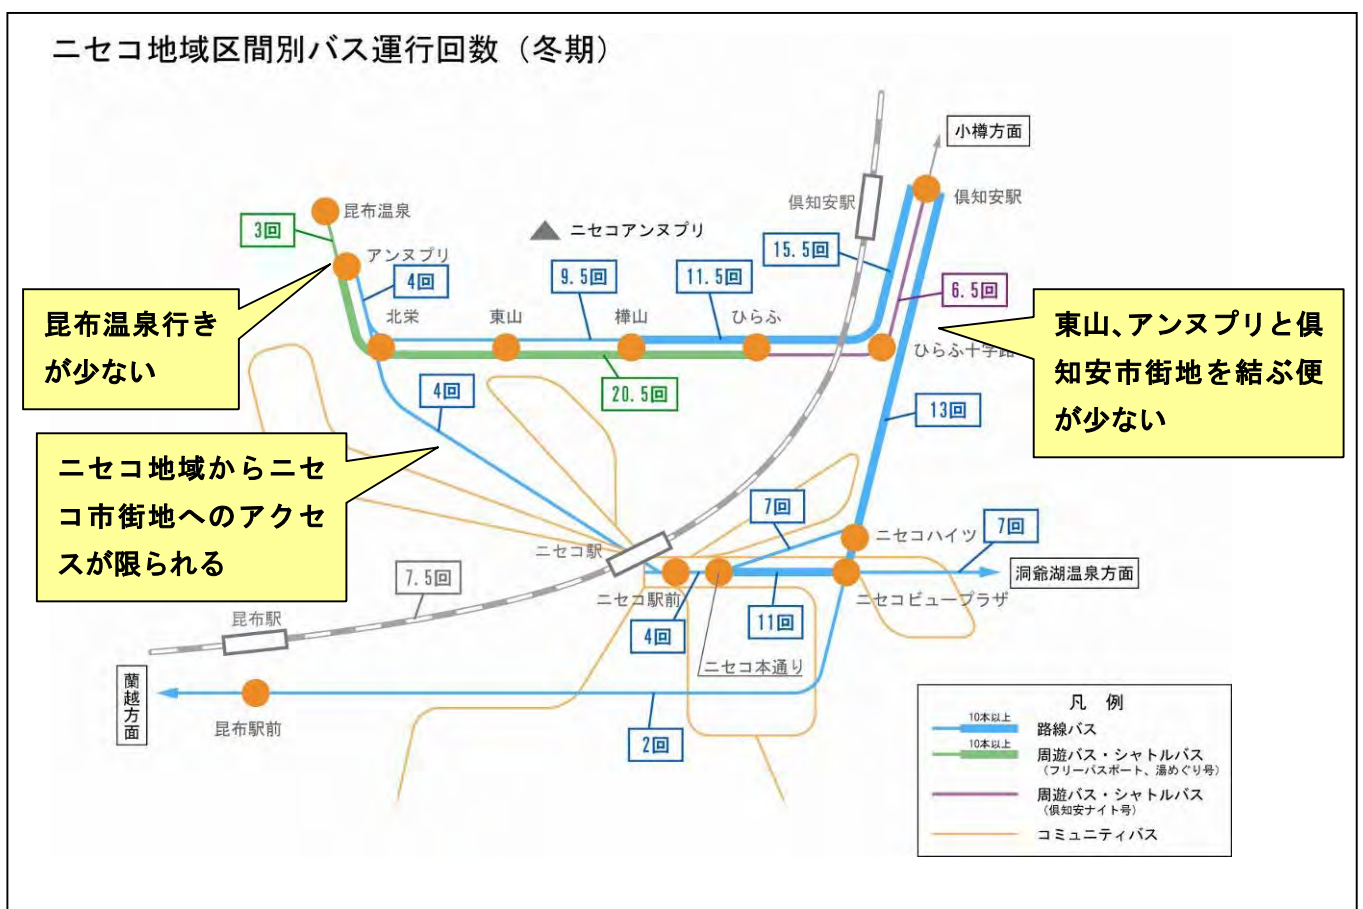 ニセコ地域区間別バス運行回数（冬期）
小樽方面
倶知安駅
倶知安駅
昆布温泉
3回
ニセコアンヌプリ
アンヌプリ
15.5回
4回
9.5回
11.5回
6.5回
北栄
東山
樺山
ひらふ
ひらふ十字路
昆布温泉行き
が少ない
東山、アンヌプリと倶
知安市街地を結ぶ便
が少ない
20.5回
4回
13回
ニセコ地域からニセ
コ市街地へのアクセ
スが限られる
7回
ニセコハイツ
7回
ニセコ駅
洞爺湖温泉方面
7.5回
ニセコ駅前
ニセコビュープラザ
昆布駅
4回
11回
ニセコ本通り
蘭越方面
昆布駅前
2回
凡 例
10本以上
路線バス
10本以上
周遊バス・シャトルバス
（フリーパスポート、湯めぐり号）
周遊バス・シャトルバス
（倶知安ナイト号）
コミュニティバス